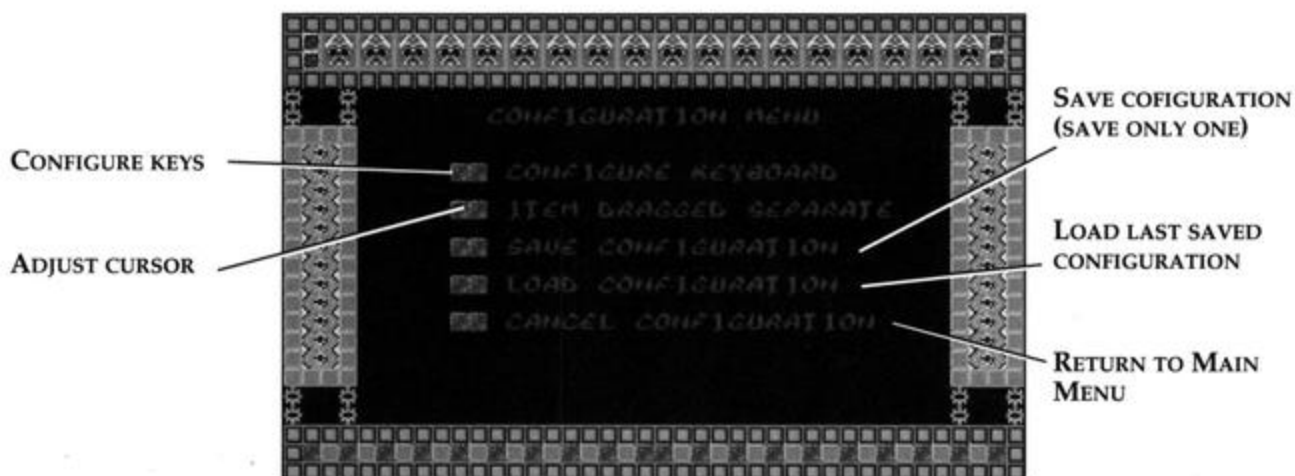 CONFIGURATION MENU
CONFIGURE KEYBOARD
ITEM DRAGGED SEPARATE
SAVE CONFIGURATION
LOAD CONFIGURATION
CANCEL CONFIGURATION
CONFIGURE KEYS
ADJUST CURSOR
SAVE COFIGURATION
(SAVE ONLY ONE)
LOAD LAST SAVED
CONFIGURATION
RETURN TO MAIN
MENU